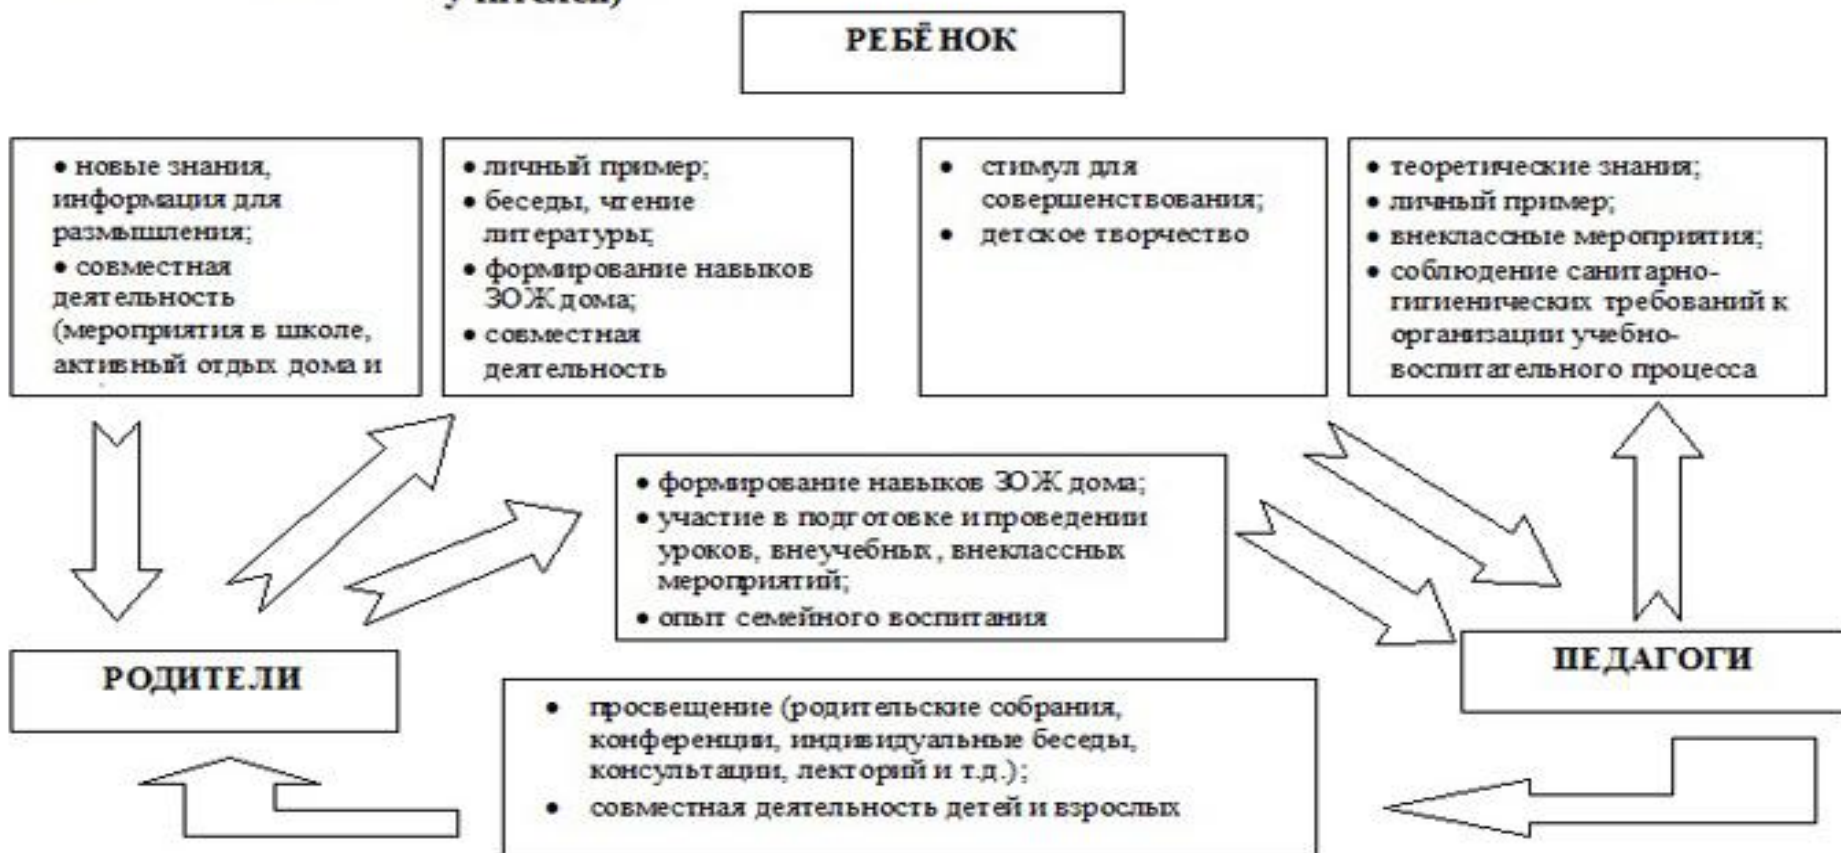 РЕБЁНОК
• новые знания,
информация для
размышления;
• совместная
деятельность
(мероприятия в школе,
активный отдых дома и
• личный пример;
• беседы, чтение
литературы;
• формирование навыков
ЗОЖ дома;
• совместная
деятельность
• стимул для
совершенствования;
• детское творчество
• теоретические знания;
• личный пример;
• внеклассные мероприятия;
• соблюдение санитарно-
гигиенических требований к
организации учебно-
воспитательного процесса
• формирование навыков ЗОЖ дома;
• участие в подготовке и проведении
уроков, внеучебных, внеклассных
мероприятий;
• опыт семейного воспитания
РОДИТЕЛИ
ПЕДАГОГИ
• просвещение (родительские собрания,
конференции, индивидуальные беседы,
консультации, лекторий и т.д.);
• совместная деятельность детей и взрослых